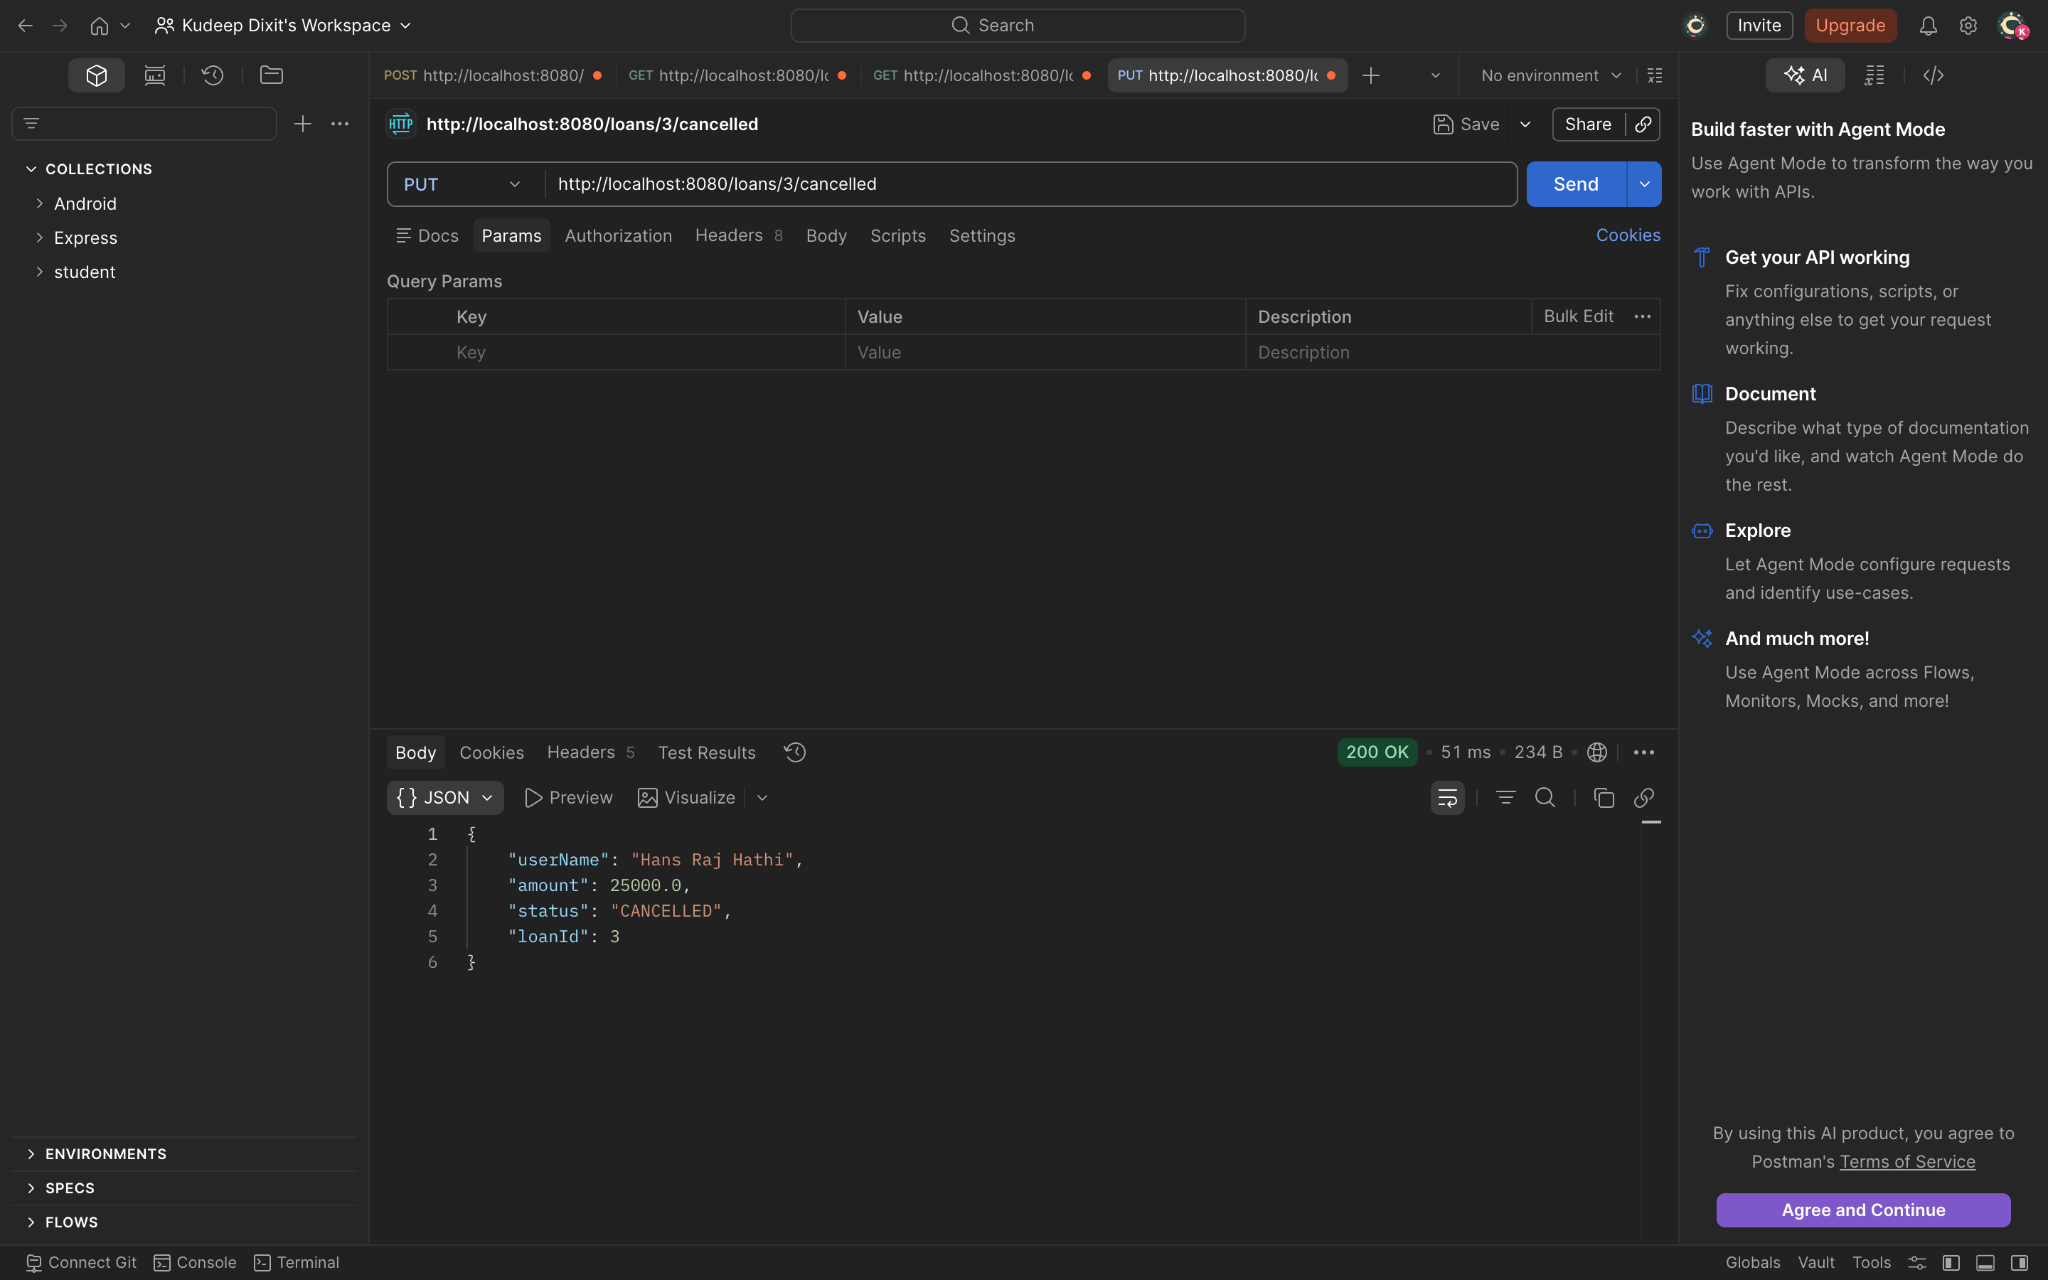 Kudeep Dixit's Workspace
Search
Invite
Upgrade
K
POST http://localhost:8080/
GET http://localhost:8080/lo
GET http://localhost:8080/lo
PUT http://localhost:8080/lo
No environment
AI
COLLECTIONS
Android
Express
student
HTTP
http://localhost:8080/loans/3/cancelled
Save
Share
PUT
http://localhost:8080/loans/3/cancelled
Send
Docs
Params
Authorization
Headers 8
Body
Scripts
Settings
Cookies
Query Params
Key
Value
Description
Bulk Edit
Key
Value
Description
Body
Cookies
Headers 5
Test Results
200 OK
51 ms
234 B
{} JSON
Preview
Visualize
1 {
2 "userName": "Hans Raj Hathi",
3 "amount": 25000.0,
4 "status": "CANCELLED",
5 "loanId": 3
6 }
Build faster with Agent Mode
Use Agent Mode to transform the way you
work with APIs.
Get your API working
Fix configurations, scripts, or
anything else to get your request
working.
Document
Describe what type of documentation
you'd like, and watch Agent Mode do
the rest.
Explore
Let Agent Mode configure requests
and identify use-cases.
And much more!
Use Agent Mode across Flows,
Monitors, Mocks, and more!
By using this AI product, you agree to
Postman's Terms of Service
Agree and Continue
ENVIRONMENTS
SPECS
FLOWS
Connect Git
Console
Terminal
Globals
Vault
Tools